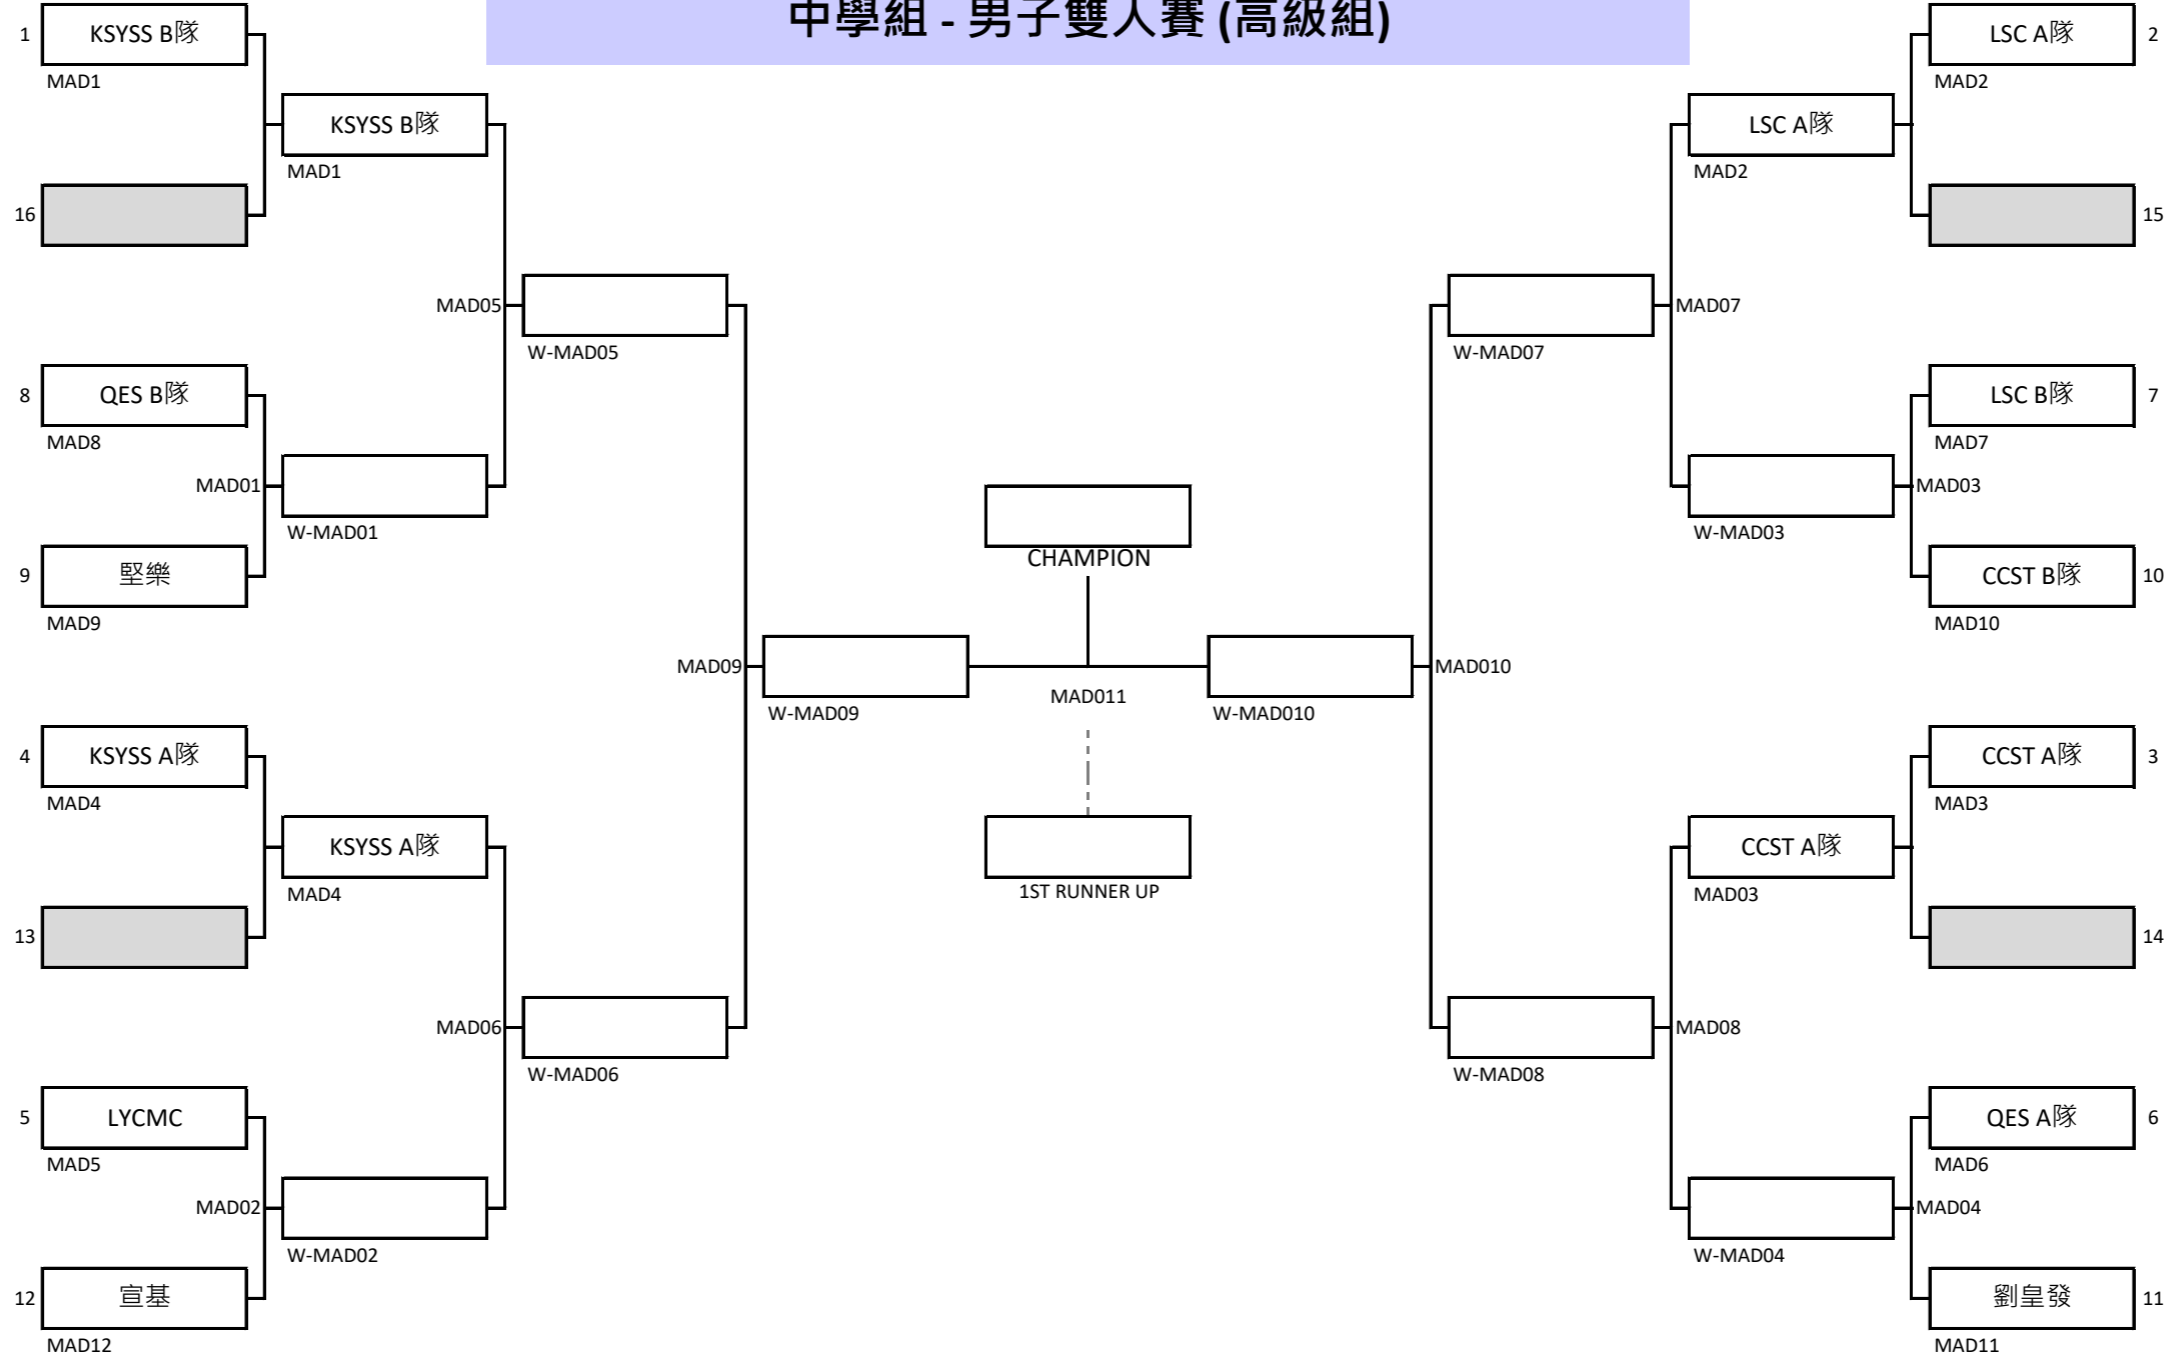 中學組 - 男子雙人賽 (高級組)
1
KSYSS B隊
MAD1
KSYSS B隊
MAD1
16
MAD05
W-MAD05
8
QES B隊
MAD8
MAD01
W-MAD01
9
堅樂
MAD9
MAD09
W-MAD09
4
KSYSS A隊
MAD4
KSYSS A隊
MAD4
13
MAD06
W-MAD06
5
LYCMC
MAD5
MAD02
W-MAD02
12
宣基
MAD12
CHAMPION
MAD011
1ST RUNNER UP
LSC A隊
2
MAD2
LSC A隊
MAD2
15
W-MAD07
MAD07
LSC B隊
7
MAD7
MAD03
W-MAD03
CCST B隊
10
MAD10
MAD010
W-MAD010
CCST A隊
3
MAD3
CCST A隊
MAD03
14
MAD08
W-MAD08
QES A隊
6
MAD6
MAD04
W-MAD04
劉皇發
11
MAD11